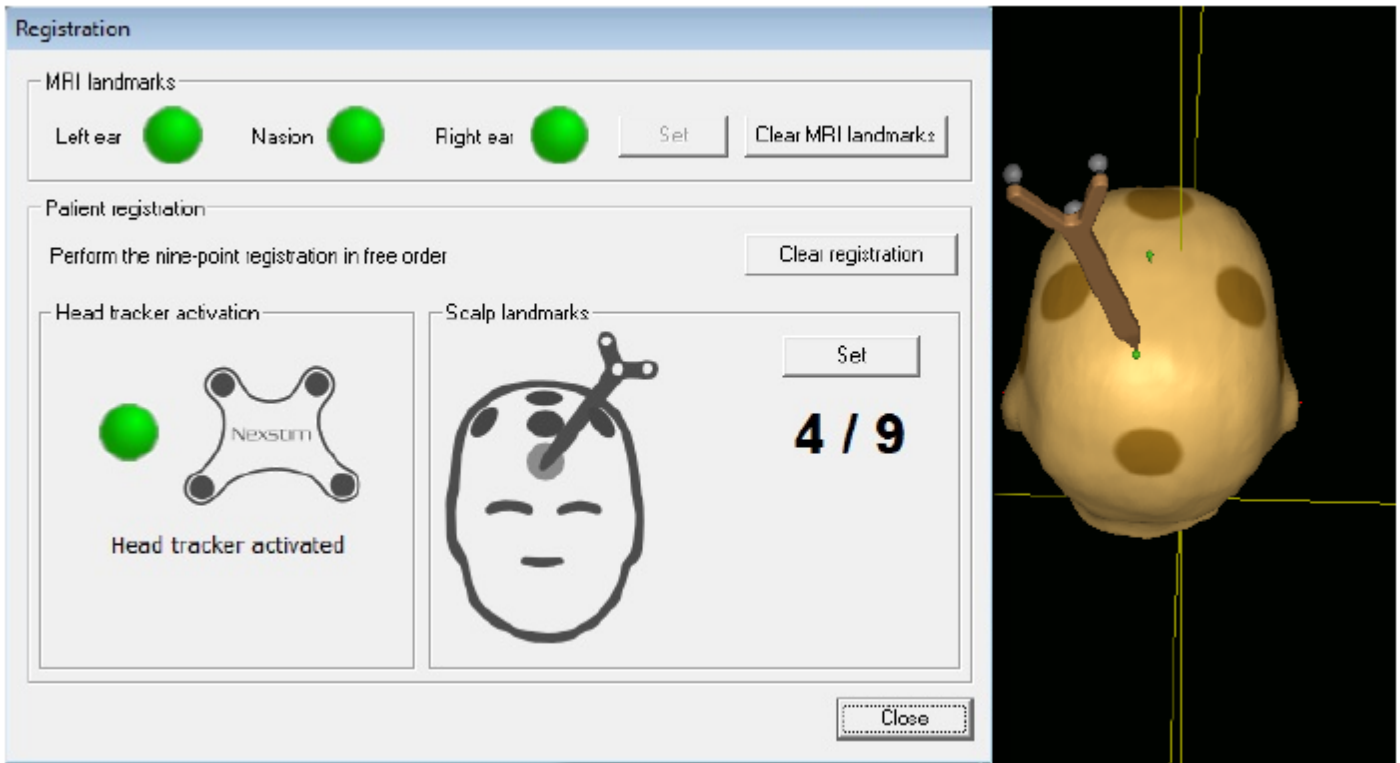 Registration
MRI landmarks
Left ear
Nasion
Right ear
Set
Clear MRI landmarks
Patient registration
Perform the nine-point registration in free order
Clear registration
Head tracker activation
Scalp landmarks
Nexstim
Set
4 / 9
Head tracker activated
Close